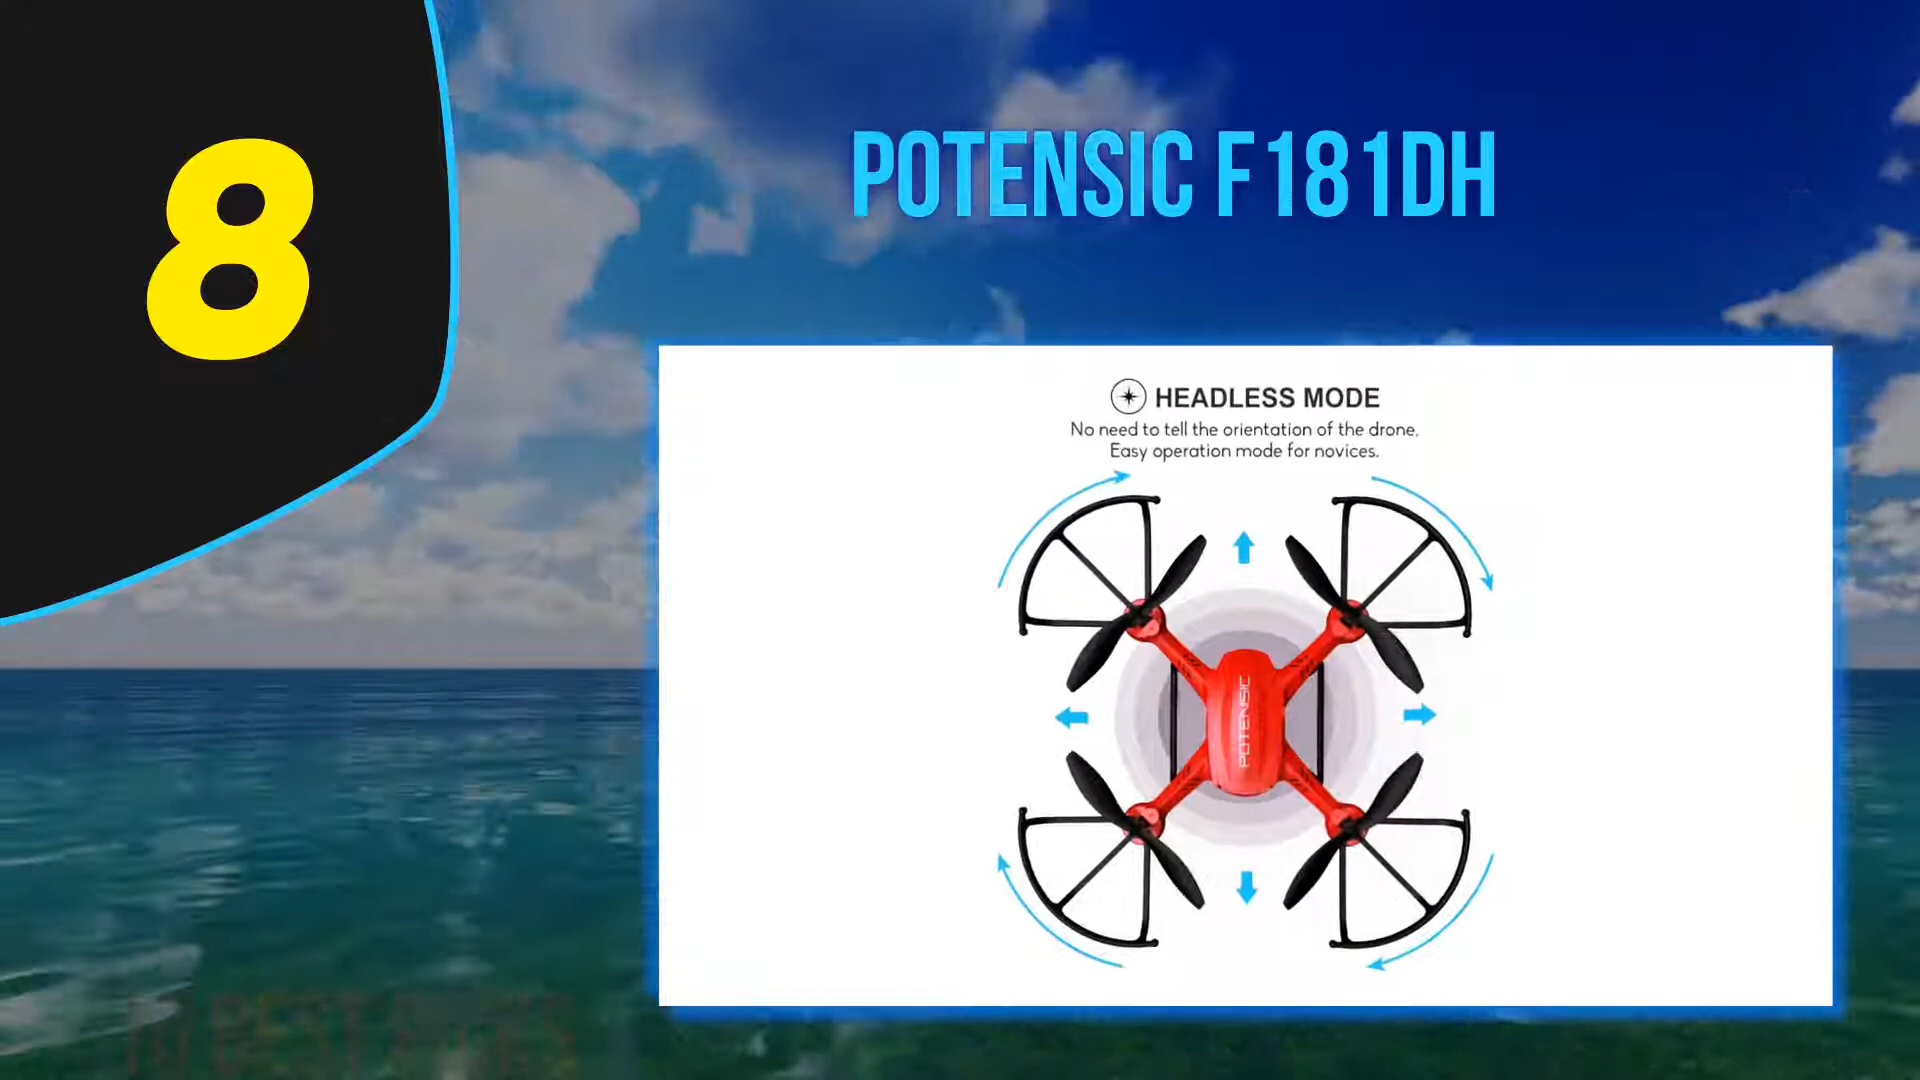 8
POTENSIC F181DH
HEADLESS MODE
No need to tell the orientation of the drone,
Easy operation mode for novices.
POTENSIC